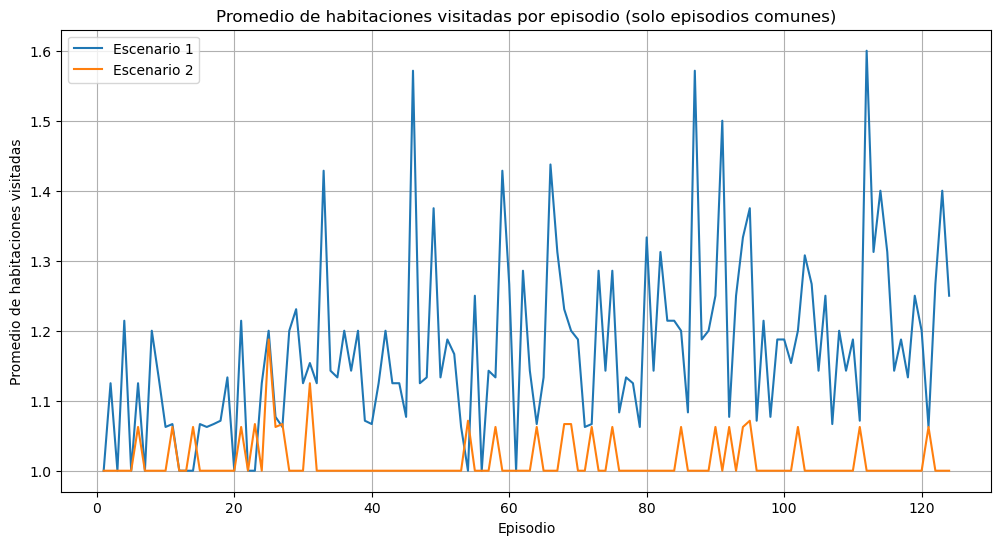 Promedio de habitaciones visitadas por episodio (solo episodios comunes)
Escenario 1
Escenario 2
Promedio de habitaciones visitadas
1.6
1.5
1.4
1.3
1.2
1.1
1.0
0
20
40
60
80
100
120
Episodio